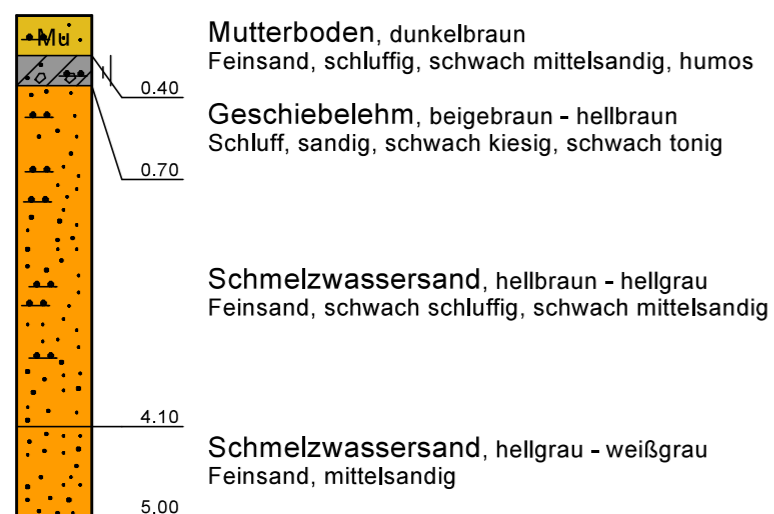 Mu
Mutterboden, dunkelbraun
Feinsand, schluffig, schwach mittelsandig, humos
0.40
Geschiebelehm, beigebraun - hellbraun
Schluff, sandig, schwach kiesig, schwach tonig
0.70
Schmelzwassersand, hellbraun - hellgrau
Feinsand, schwach schluffig, schwach mittelsandig
4.10
Schmelzwassersand, hellgrau - weißgrau
Feinsand, mittelsandig
5.00